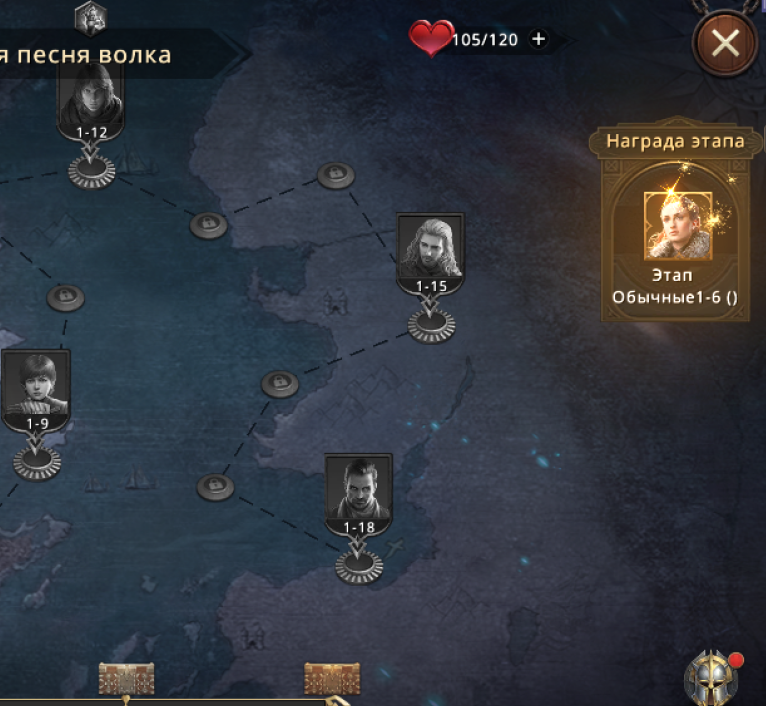 я песня волка
105/120 +
1-12
Награда этапа
1-15
Этап
Обычные1-6 ()
1-9
1-18